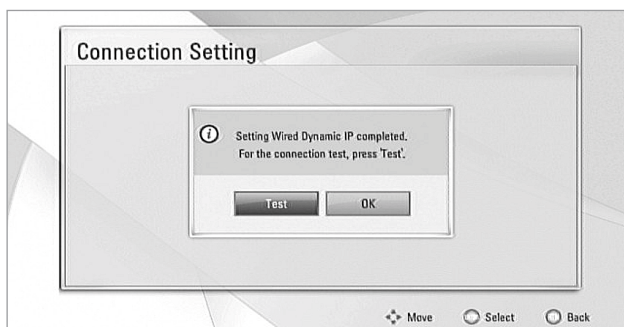 Connection Setting
Setting Wired Dynamic IP completed.
For the connection test, press 'Test'.
Test OK
Move Select Back